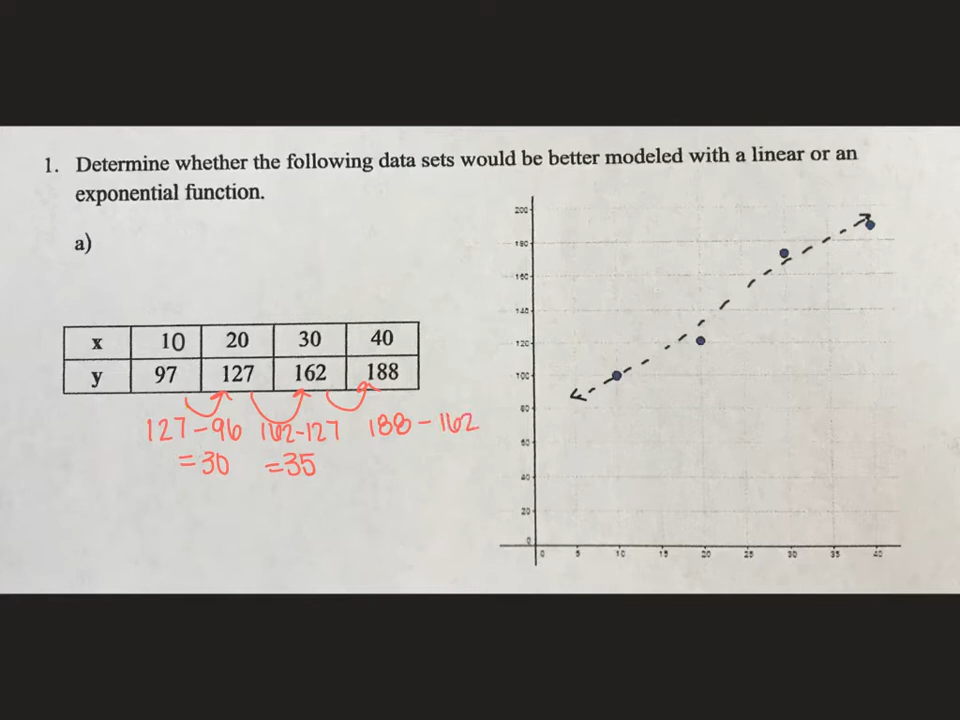 1. Determine whether the following data sets would be better modeled with a linear or an
exponential function.
a)
x 10 20 30 40
y 97 127 162 188
127-96 162-127 188-162
=30 =35
200
180
160
140
120
100
80
60
40
20
0
0 5 10 15 20 25 30 35 40